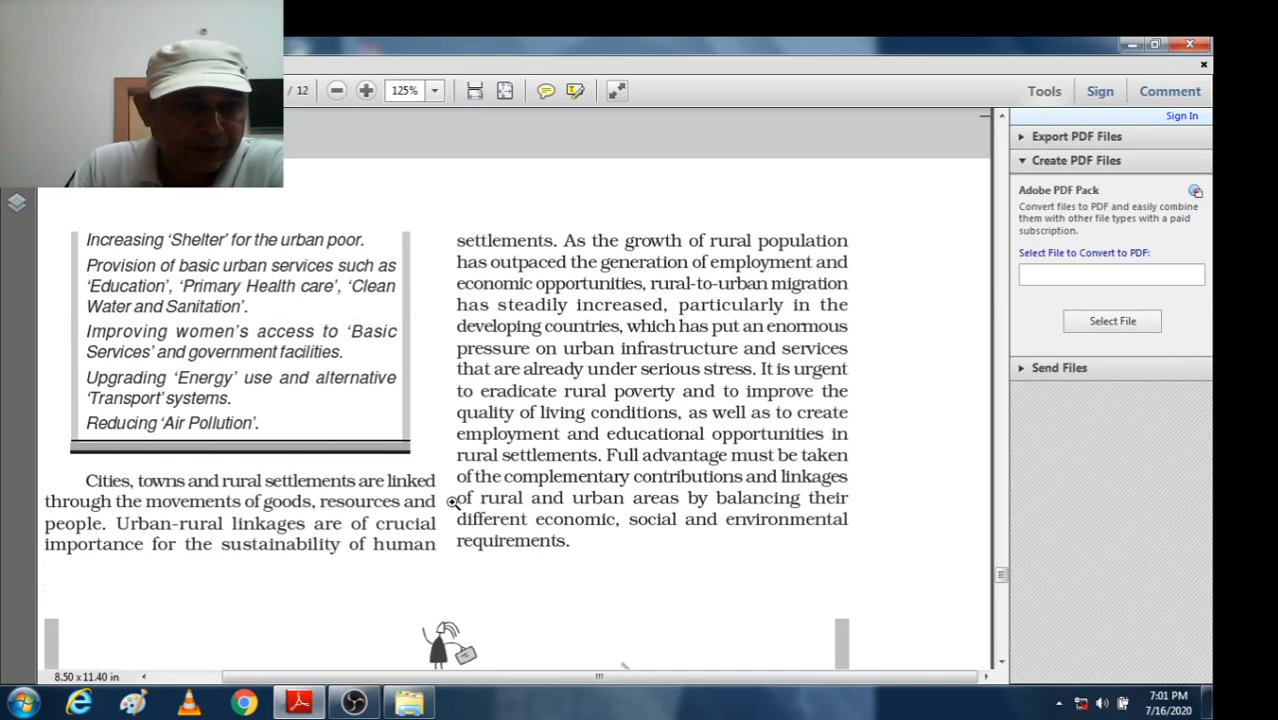 / 12
125%
Tools
Sign
Comment
Sign In
Export PDF Files
Create PDF Files
Adobe PDF Pack
Convert files to PDF and easily combine
them with other file types with a paid
subscription.
Select File to Convert to PDF:
Select File
Send Files
Increasing ‘Shelter’ for the urban poor.
Provision of basic urban services such as
‘Education’, ‘Primary Health care’, ‘Clean
Water and Sanitation’.
Improving women’s access to ‘Basic
Services’ and government facilities.
Upgrading ‘Energy’ use and alternative
‘Transport’ systems.
Reducing ‘Air Pollution’.
Cities, towns and rural settlements are linked
through the movements of goods, resources and
people. Urban-rural linkages are of crucial
importance for the sustainability of human
settlements. As the growth of rural population
has outpaced the generation of employment and
economic opportunities, rural-to-urban migration
has steadily increased, particularly in the
developing countries, which has put an enormous
pressure on urban infrastructure and services
that are already under serious stress. It is urgent
to eradicate rural poverty and to improve the
quality of living conditions, as well as to create
employment and educational opportunities in
rural settlements. Full advantage must be taken
of the complementary contributions and linkages
of rural and urban areas by balancing their
different economic, social and environmental
requirements.
8.50 x 11.40 in
7:01 PM
7/16/2020